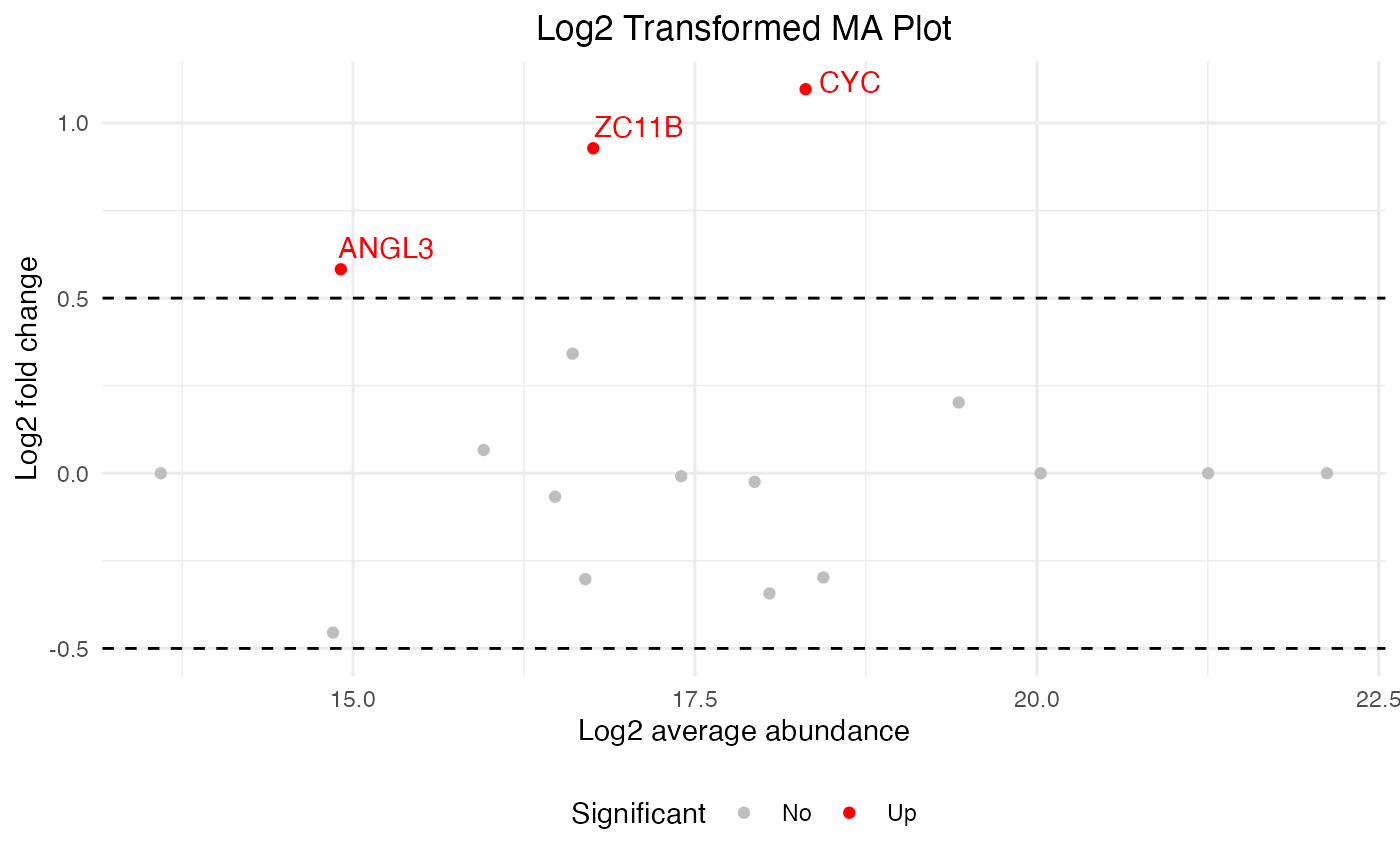 Log2 Transformed MA Plot
CYC
ZC11B
ANGL3
Log2 fold change
1.0
0.5
0.0
-0.5
15.0 17.5 20.0 22.5
Log2 average abundance
Significant No Up